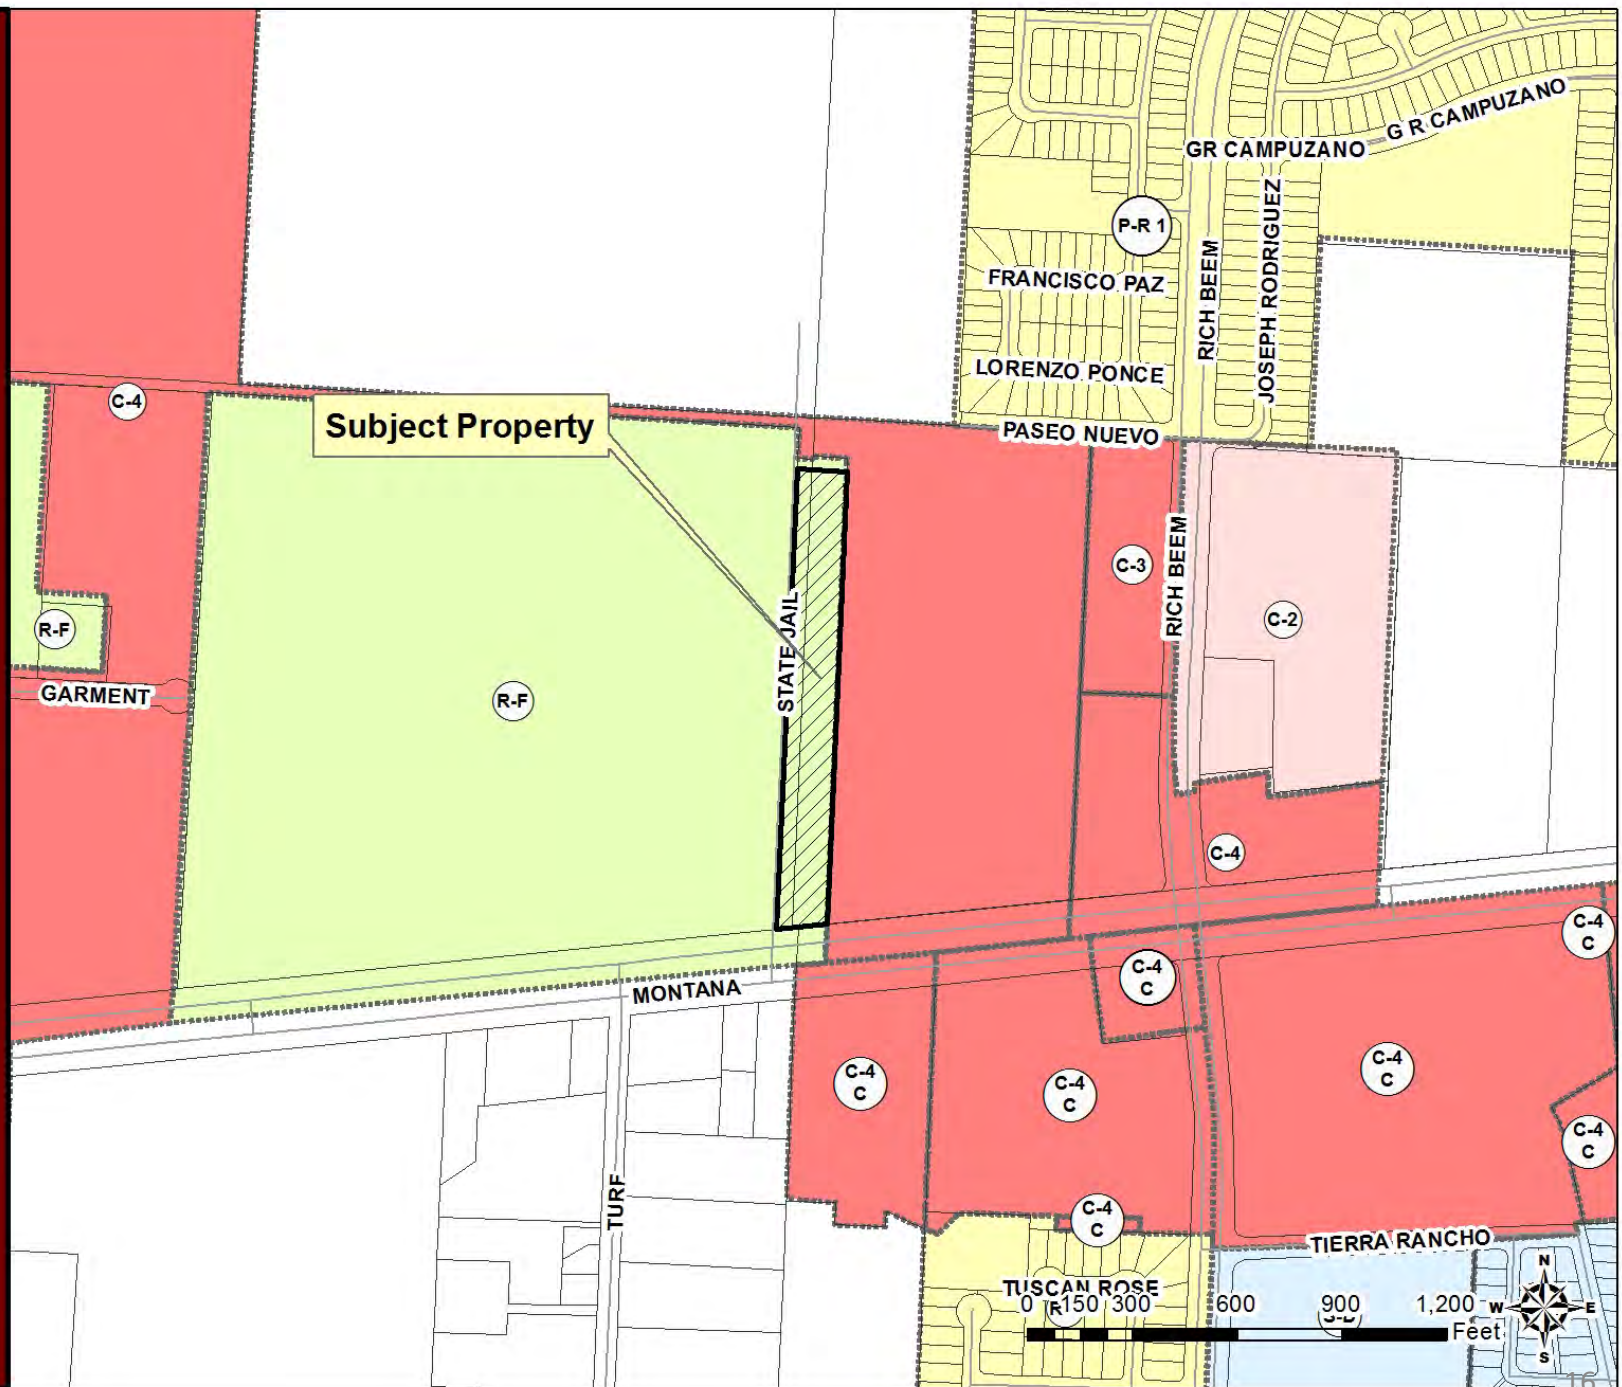 G R CAMPUZANO
GR CAMPUZANO
JOSEPH RODRIGUEZ
P-R 1
RICH BEEM
FRANCISCO PAZ
LORENZO PONCE
C-4
Subject Property
PASEO NUEVO
RICH BEEM
C-3
C-2
R-F
STATE JAIL
GARMENT
R-F
C-4
C-4
C
C-4
C
MONTANA
C-4
C
C-4
C
C-4
C
C-4
C
TURF
C-4
C
TIERRA RANCHO
TUSCAN ROSE
N
W
E
S
0 150 300 600 900 1,200
Feet
16